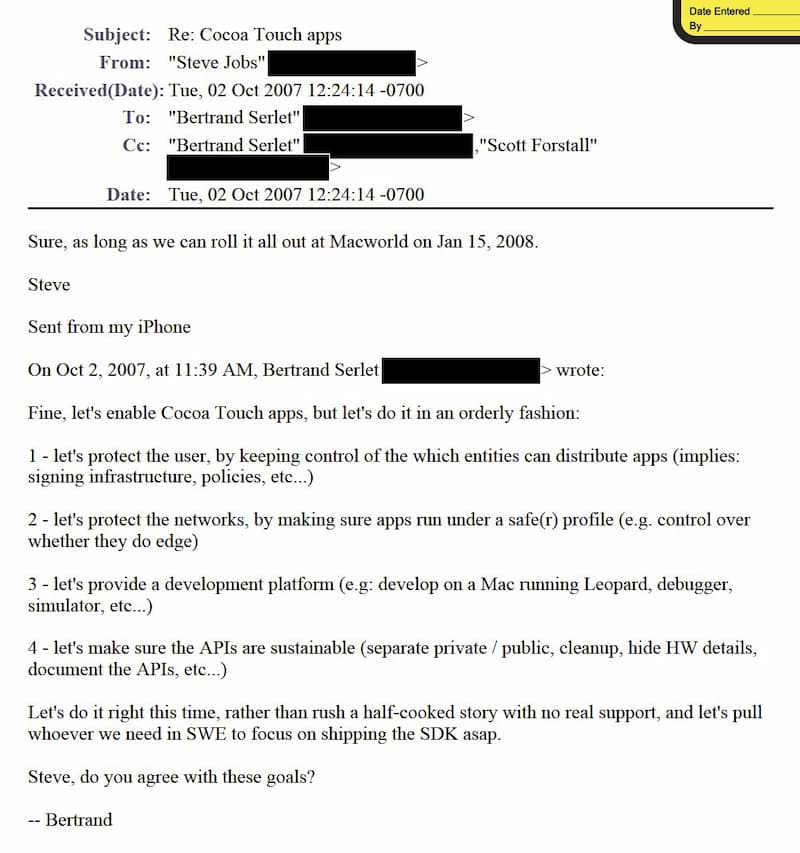 Date Entered
By
Subject: Re: Cocoa Touch apps
From: "Steve Jobs" >
Received(Date): Tue, 02 Oct 2007 12:24:14 -0700
To: "Bertrand Serlet" >
Cc: "Bertrand Serlet" ,"Scott Forstall"
>
Date: Tue, 02 Oct 2007 12:24:14 -0700
Sure, as long as we can roll it all out at Macworld on Jan 15, 2008.
Steve
Sent from my iPhone
On Oct 2, 2007, at 11:39 AM, Bertrand Serlet > wrote:
Fine, let's enable Cocoa Touch apps, but let's do it in an orderly fashion:
1 - let's protect the user, by keeping control of the which entities can distribute apps (implies:
signing infrastructure, policies, etc...)
2 - let's protect the networks, by making sure apps run under a safe(r) profile (e.g. control over
whether they do edge)
3 - let's provide a development platform (e.g: develop on a Mac running Leopard, debugger,
simulator, etc...)
4 - let's make sure the APIs are sustainable (separate private / public, cleanup, hide HW details,
document the APIs, etc...)
Let's do it right this time, rather than rush a half-cooked story with no real support, and let's pull
whoever we need in SWE to focus on shipping the SDK asap.
Steve, do you agree with these goals?
-- Bertrand